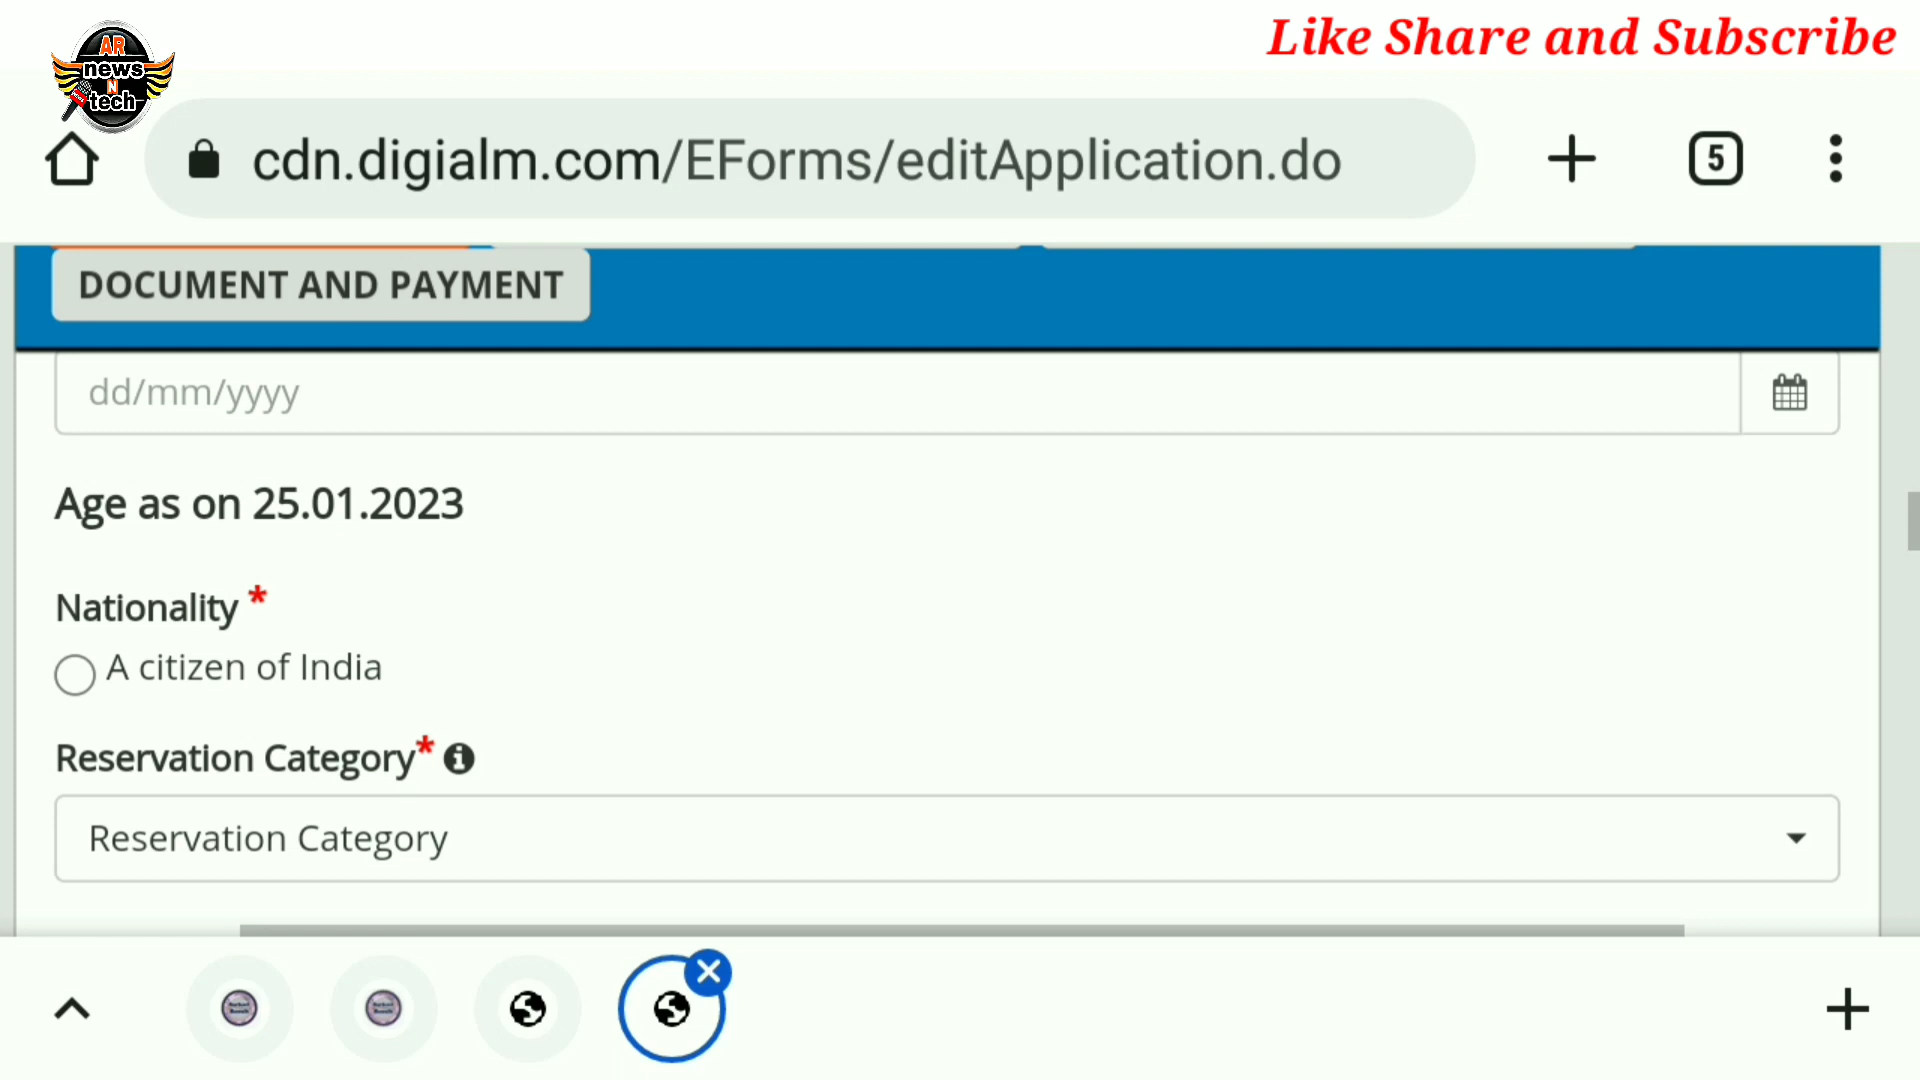 Like Share and Subscribe
AR
news
N
tech
cdn.digialm.com/EForms/editApplication.do
5
DOCUMENT AND PAYMENT
dd/mm/yyyy
Age as on 25.01.2023
Nationality *
A citizen of India
Reservation Category*
Reservation Category